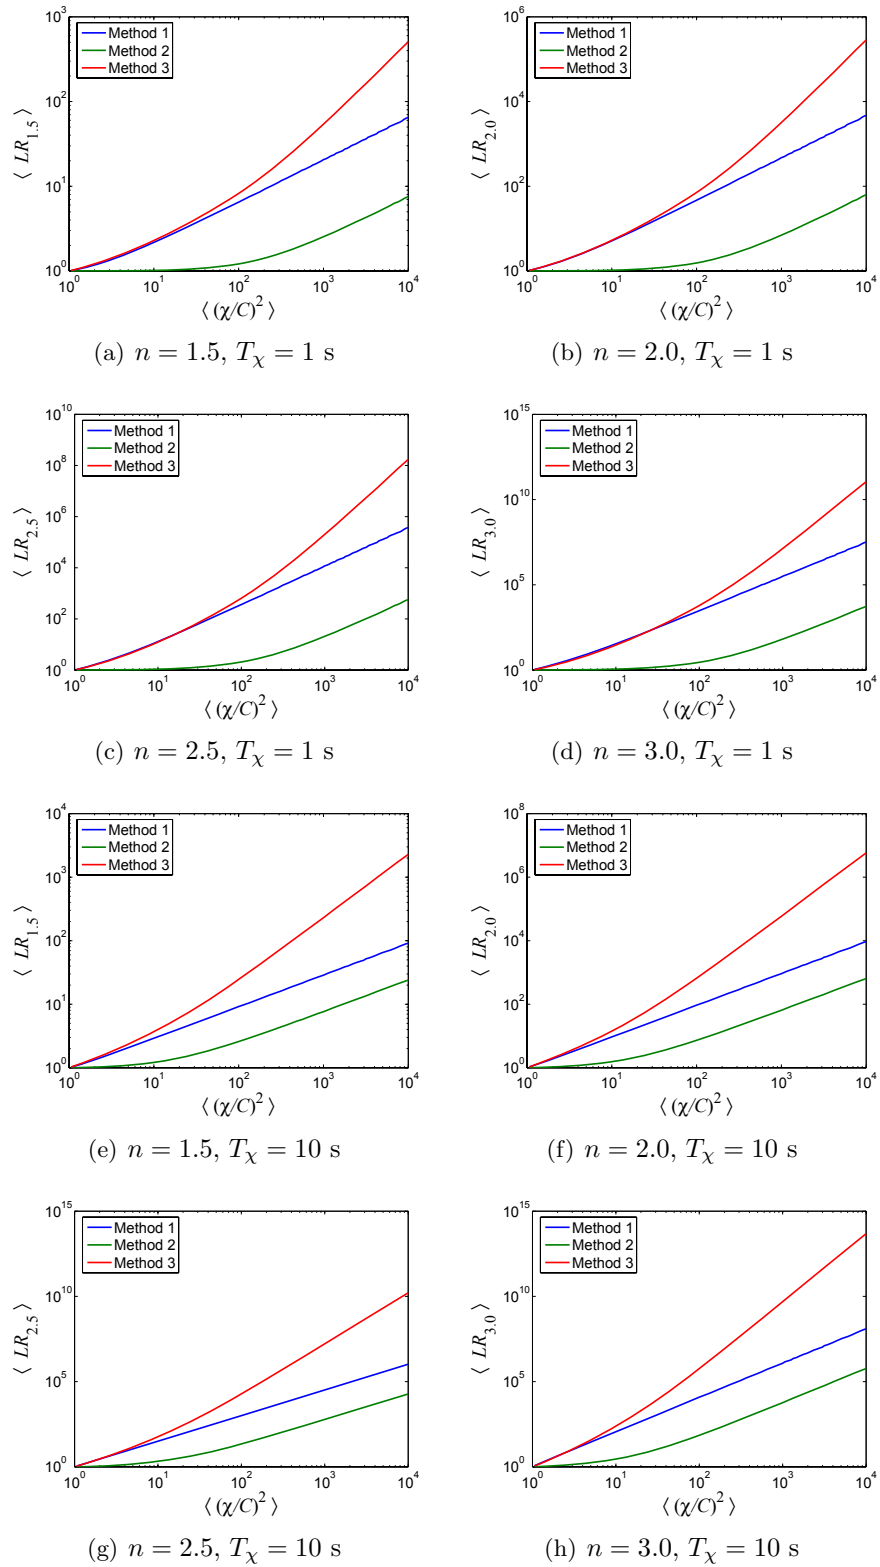 10^3
Method 1
Method 2
Method 3
10^2
⟨ LR_{1.5} ⟩
10^1
10^0
10^0 10^1 10^2 10^3 10^4
⟨ (χ/C)^2 ⟩
(a) n = 1.5, T_χ = 1 s
10^6
Method 1
Method 2
Method 3
10^4
⟨ LR_{2.0} ⟩
10^2
10^0
10^0 10^1 10^2 10^3 10^4
⟨ (χ/C)^2 ⟩
(b) n = 2.0, T_χ = 1 s
10^10
Method 1
Method 2
Method 3
10^8
10^6
⟨ LR_{2.5} ⟩
10^4
10^2
10^0
10^0 10^1 10^2 10^3 10^4
⟨ (χ/C)^2 ⟩
(c) n = 2.5, T_χ = 1 s
10^15
Method 1
Method 2
Method 3
10^10
⟨ LR_{3.0} ⟩
10^5
10^0
10^0 10^1 10^2 10^3 10^4
⟨ (χ/C)^2 ⟩
(d) n = 3.0, T_χ = 1 s
10^4
Method 1
Method 2
Method 3
10^3
10^2
⟨ LR_{1.5} ⟩
10^1
10^0
10^0 10^1 10^2 10^3 10^4
⟨ (χ/C)^2 ⟩
(e) n = 1.5, T_χ = 10 s
10^8
Method 1
Method 2
Method 3
10^6
10^4
⟨ LR_{2.0} ⟩
10^2
10^0
10^0 10^1 10^2 10^3 10^4
⟨ (χ/C)^2 ⟩
(f) n = 2.0, T_χ = 10 s
10^15
Method 1
Method 2
Method 3
10^10
⟨ LR_{2.5} ⟩
10^5
10^0
10^0 10^1 10^2 10^3 10^4
⟨ (χ/C)^2 ⟩
(g) n = 2.5, T_χ = 10 s
10^15
Method 1
Method 2
Method 3
10^10
⟨ LR_{3.0} ⟩
10^5
10^0
10^0 10^1 10^2 10^3 10^4
⟨ (χ/C)^2 ⟩
(h) n = 3.0, T_χ = 10 s